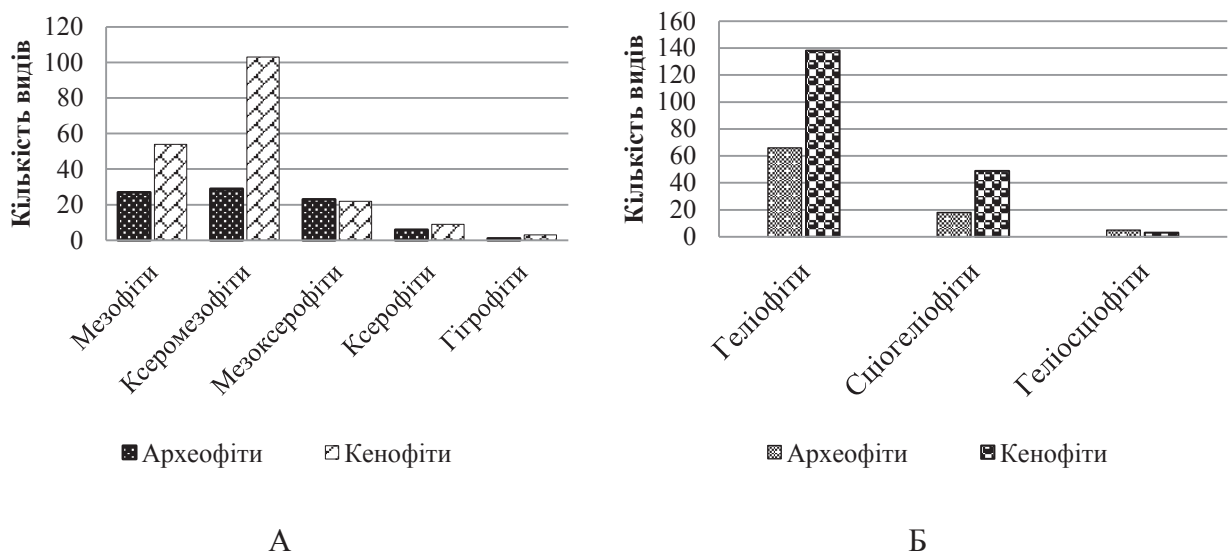 Кількість видів
120
100
80
60
40
20
0
Мезофіти
Ксеромезофіти
Мезоксерофіти
Ксерофіти
Гігрофіти
Археофіти Кенофіти
А
Кількість видів
160
140
120
100
80
60
40
20
0
Геліофіти
Сціогеліофіти
Геліосціофіти
Археофіти Кенофіти
Б